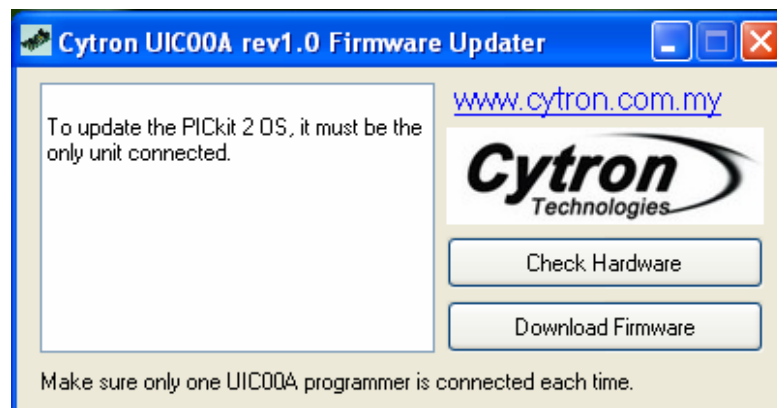 Cytron UIC00A rev1.0 Firmware Updater
To update the PICkit 2 OS, it must be the
only unit connected.
www.cytron.com.my
Cytron
Technologies
Check Hardware
Download Firmware
Make sure only one UIC00A programmer is connected each time.